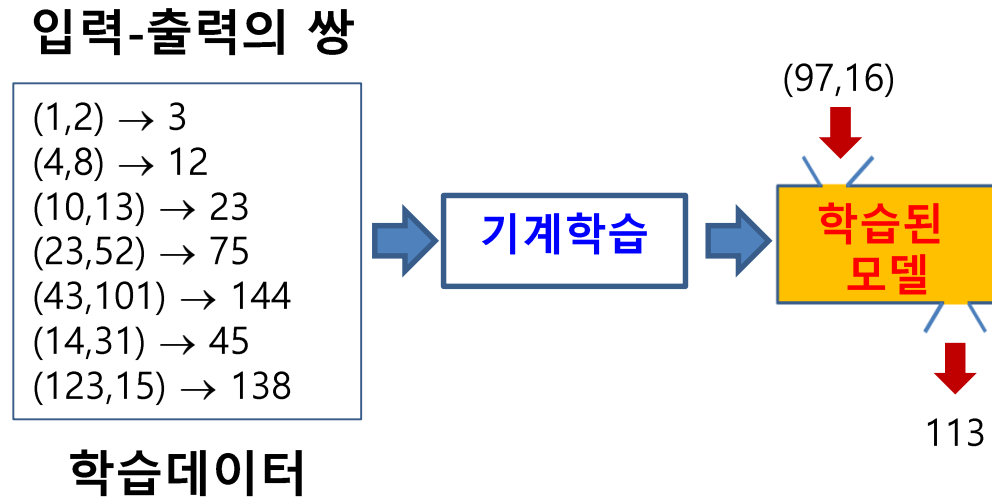 입력-출력의 쌍
(1,2) → 3
(4,8) → 12
(10,13) → 23
(23,52) → 75
(43,101) → 144
(14,31) → 45
(123,15) → 138
학습데이터
기계학습
(97,16)
학습된
모델
113